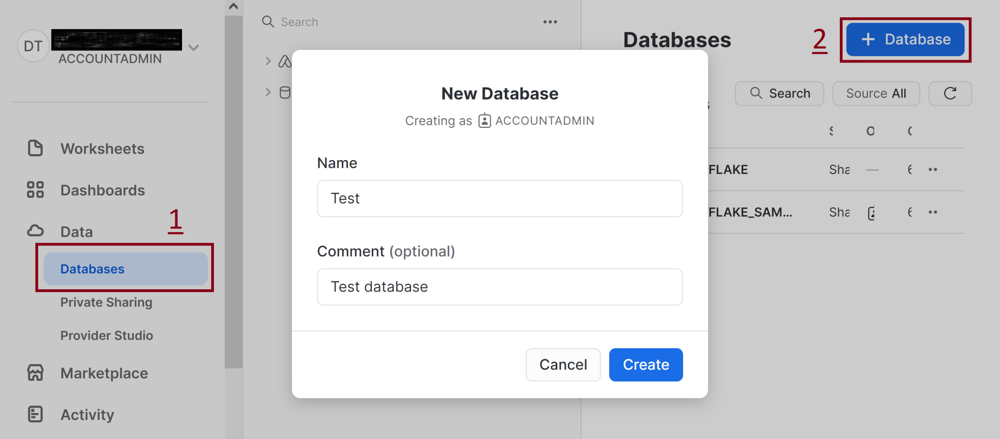 DT
ACCOUNTADMIN
Worksheets
Dashboards
Data
1
Databases
Private Sharing
Provider Studio
Marketplace
Activity
Search
Databases
2
+ Database
Search
Source All
FLAKE
Sha
—
FLAKE_SAM...
Sha
New Database
Creating as ACCOUNTADMIN
Name
Test
Comment (optional)
Test database
Cancel
Create